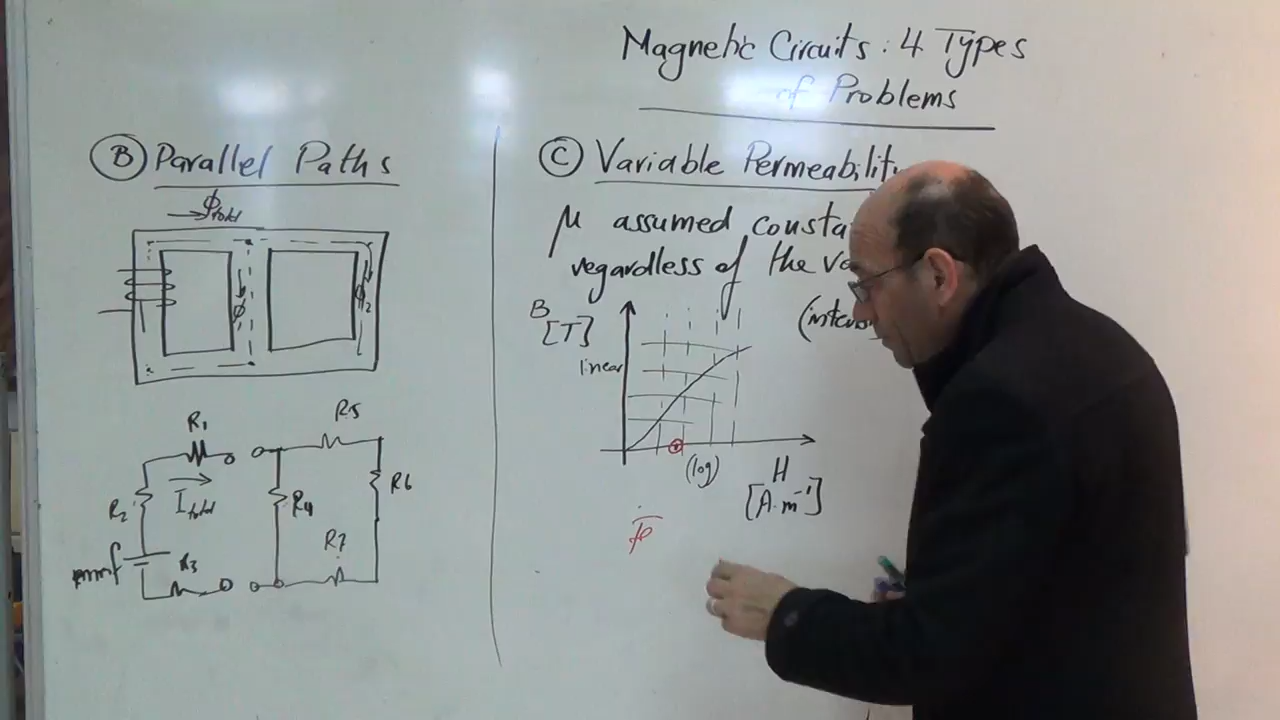 Magnetic Circuits: 4 Types
of Problems
B Parallel Paths
ϕtotal
ϕ
ϕ2
R1
R5
R2
Itotal
R4
R6
mmf
R3
R7
C Variable Permeability
μ assumed consta
regardless of the va
B
[T]
(inten
linear
(log)
H
[A·m⁻¹]